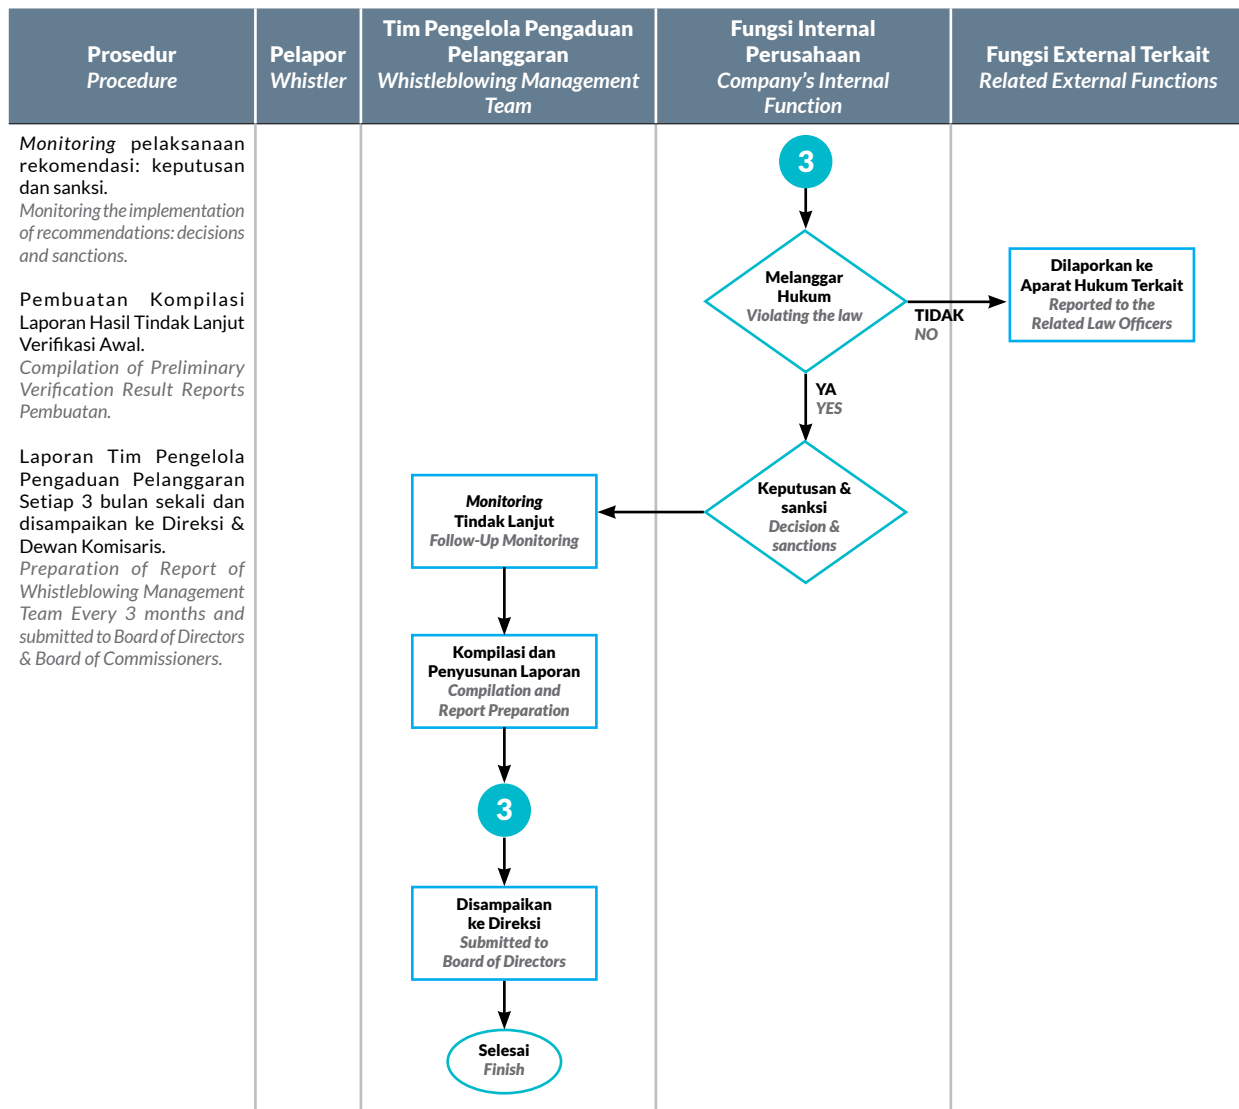 Prosedur
Procedure
Pelapor
Whistler
Tim Pengelola Pengaduan
Pelanggaran
Whistleblowing Management
Team
Fungsi Internal
Perusahaan
Company's Internal
Function
Fungsi External Terkait
Related External Functions
Monitoring pelaksanaan
rekomendasi: keputusan
dan sanksi.
Monitoring the implementation
of recommendations: decisions
and sanctions.
Pembuatan Kompilasi
Laporan Hasil Tindak Lanjut
Verifikasi Awal.
Compilation of Preliminary
Verification Result Reports
Pembuatan.
Laporan Tim Pengelola
Pengaduan Pelanggaran
Setiap 3 bulan sekali dan
disampaikan ke Direksi &
Dewan Komisaris.
Preparation of Report of
Whistleblowing Management
Team Every 3 months and
submitted to Board of Directors
& Board of Commissioners.
3
Melanggar
Hukum
Violating the law
TIDAK
NO
Dilaporkan ke
Aparat Hukum Terkait
Reported to the
Related Law Officers
YA
YES
Keputusan &
sanksi
Decision &
sanctions
Monitoring
Tindak Lanjut
Follow-Up Monitoring
Kompilasi dan
Penyusunan Laporan
Compilation and
Report Preparation
3
Disampaikan
ke Direksi
Submitted to
Board of Directors
Selesai
Finish